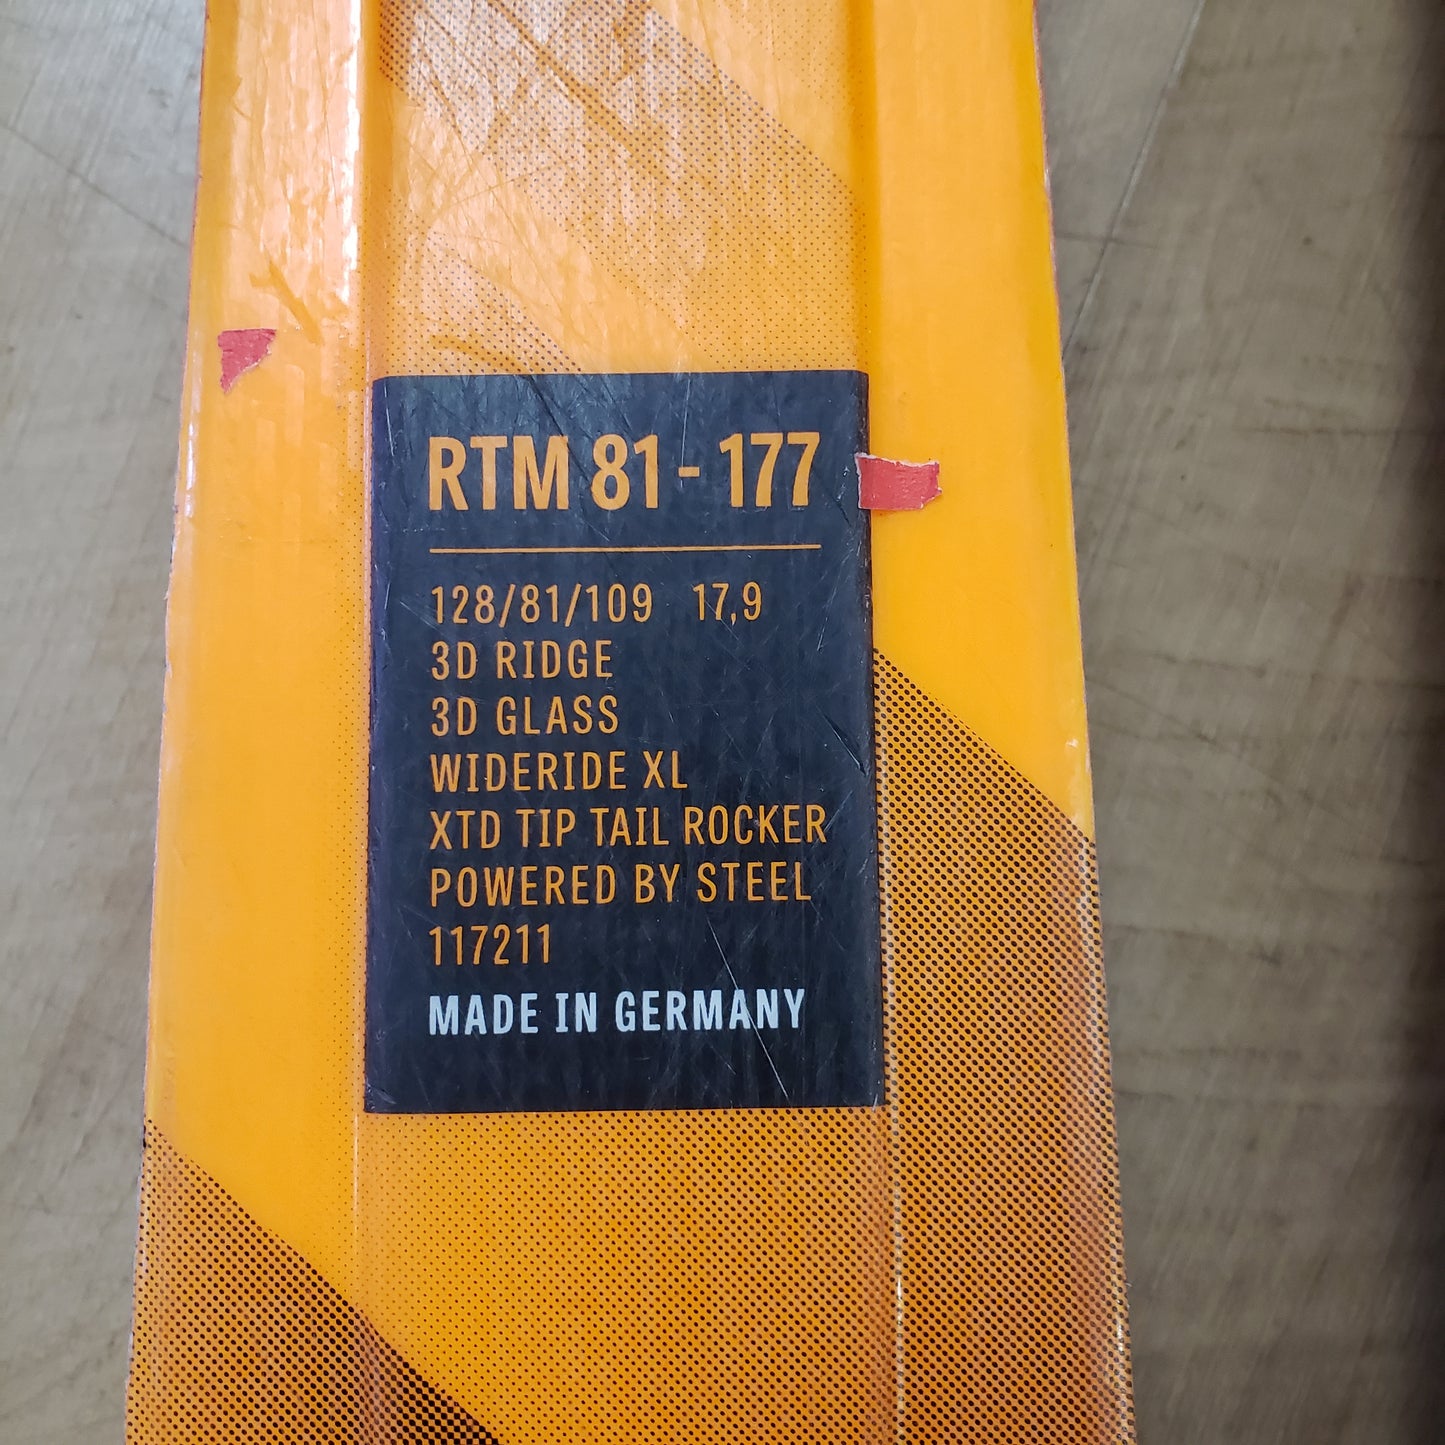 RTM 81 - 177
128/81/109 17,9
3D RIDGE
3D GLASS
WIDERIDE XL
XTD TIP TAIL ROCKER
POWERED BY STEEL
117211
MADE IN GERMANY